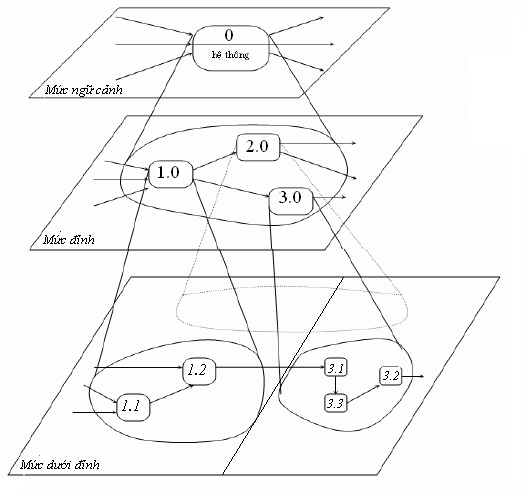 0
hệ thông
Mức ngữ cảnh
2.0
1.0
3.0
Mức đỉnh
1.2
3.1
3.2
1.1
3.3
Mức dưới đỉnh